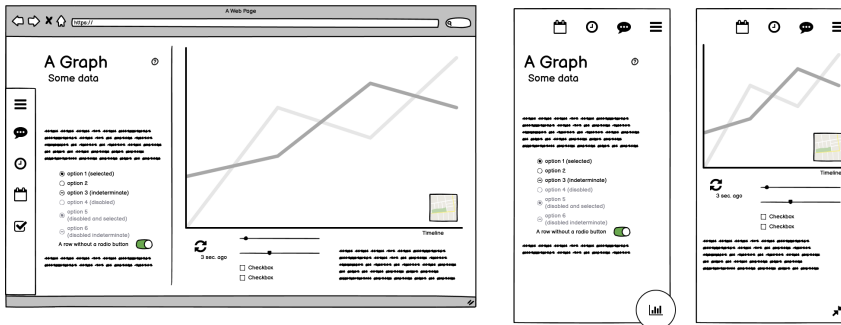 A Web Page
https://
A Graph
Some data
option 1 (selected)
option 2
option 3 (indeterminate)
option 4 (disabled)
option 5
(disabled and selected)
option 6
(disabled indeterminate)
A row without a radio button
Timeline
3 sec. ago
Checkbox
Checkbox
A Graph
Some data
option 1 (selected)
option 2
option 3 (indeterminate)
option 4 (disabled)
option 5
(disabled and selected)
option 6
(disabled indeterminate)
A row without a radio button
Timeline
3 sec. ago
Checkbox
Checkbox